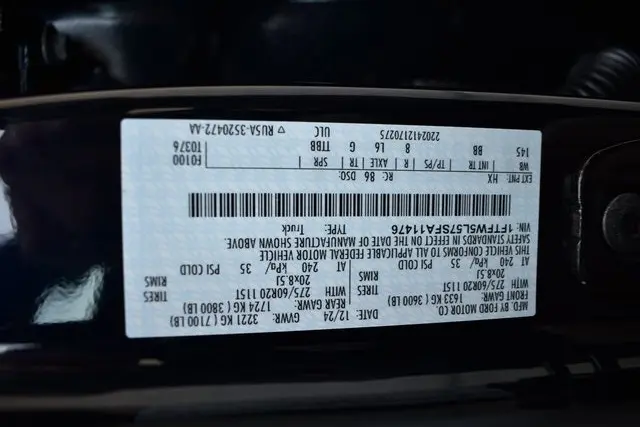 MFD. BY FORD MOTOR CO.
DATE: 12/24 GVWR: 3221 KG ( 7100 LB)
FRONT GAWR: REAR GAWR:
1633 KG ( 3600 LB) 1724 KG ( 3800 LB)
WITH 275/60R20 115T TIRES WITH 275/60R20 115T TIRES
20x8.5J RIMS 20x8.5J RIMS
AT 240 kPa/ 35 PSI COLD AT 240 kPa/ 35 PSI COLD
THIS VEHICLE CONFORMS TO ALL APPLICABLE FEDERAL MOTOR VEHICLE
SAFETY STANDARDS IN EFFECT ON THE DATE OF MANUFACTURE SHOWN ABOVE.
VIN: 1FTFW5L57SFA11476 TYPE: Truck
EXT PNT: HX RC: 86 DSO:
WB INT TR TP/PS R AXLE TR SPR F0100
145 BB 8 L6 G TTBB T0376
2202412170275 ULC RU5A-3520472-AA